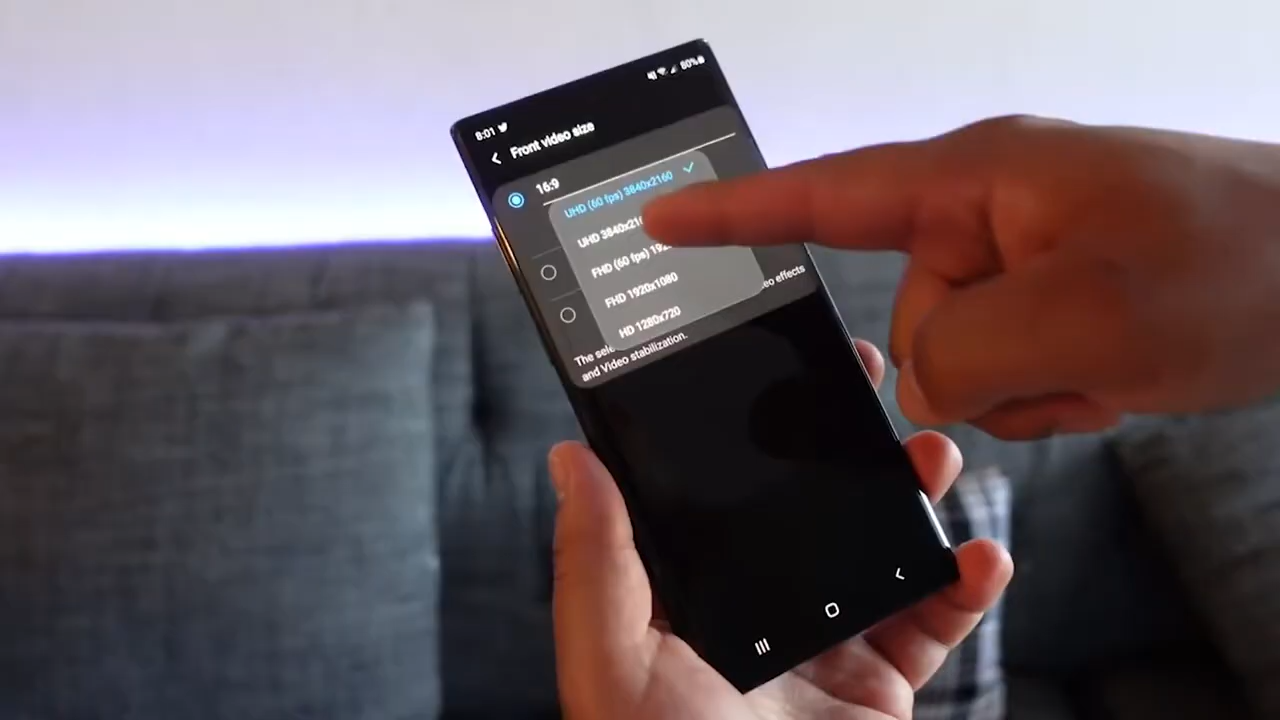 8:01 60%
Front video size
16:9
UHD (60 fps) 3840x2160
UHD 3840x216
FHD (60 fps) 192
FHD 1920x1080
HD 1280x720
The sele eo effects
and Video stabilization.